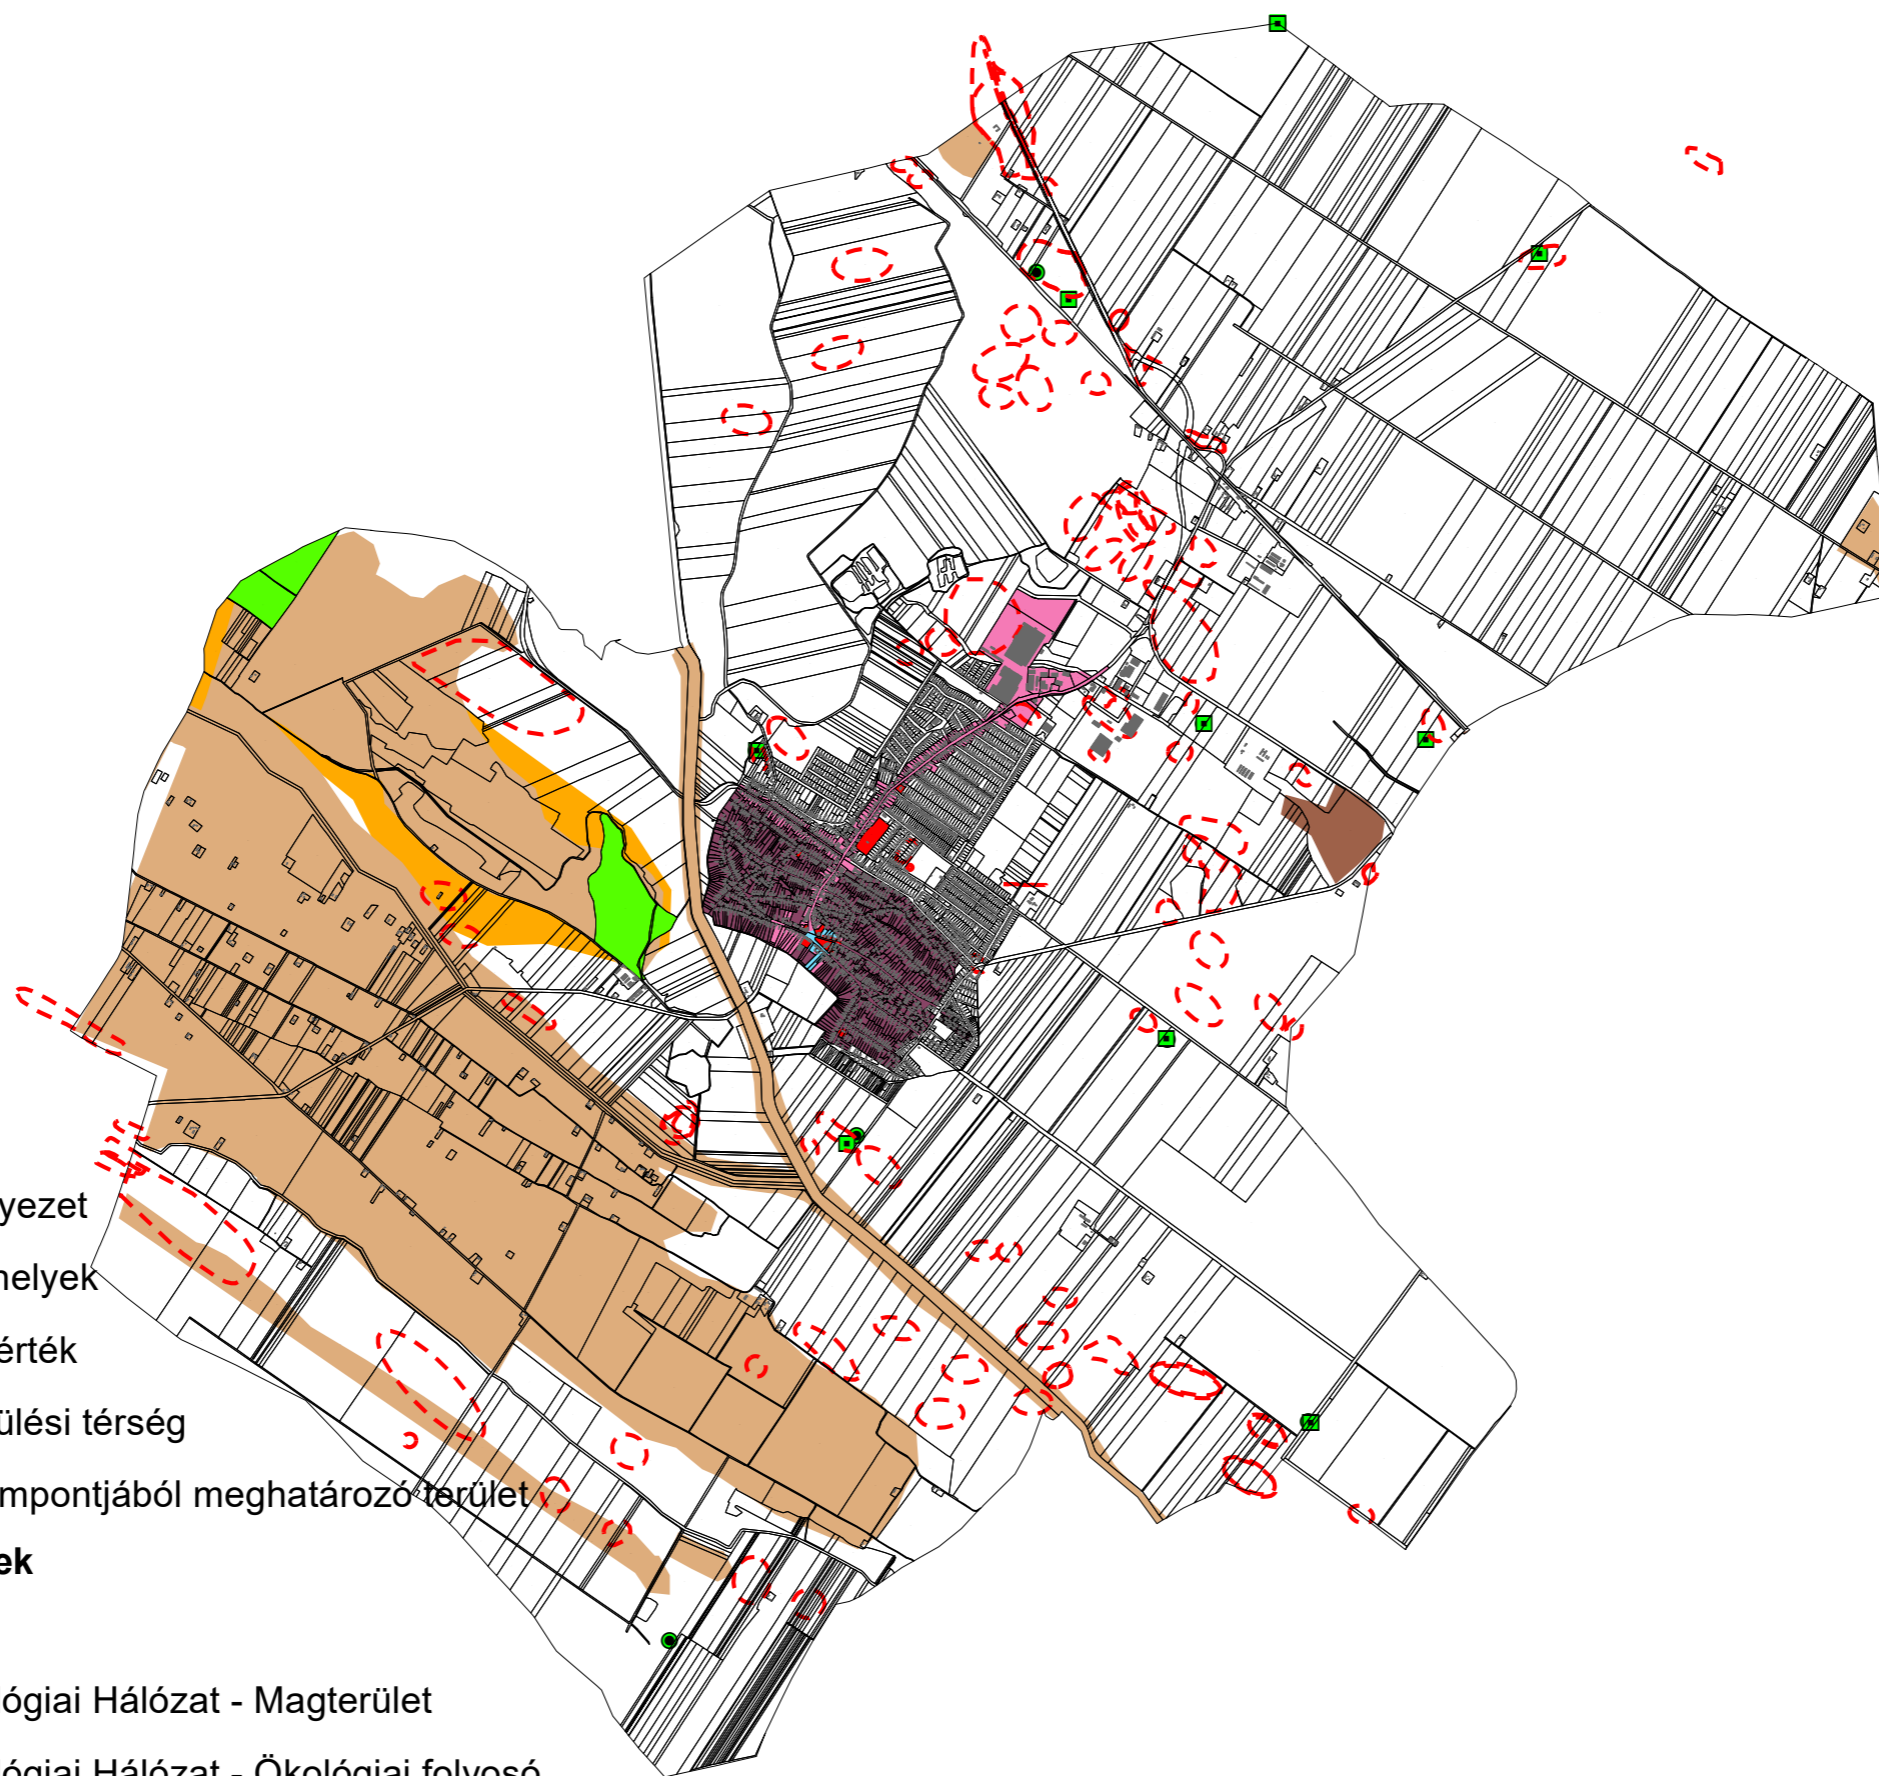 yezet
helyek
érték
ülési térség
mpontjából meghatározó terület
ek
ógiai Hálózat - Magterület
ógiai Hálózat - Ökológiai folyosó